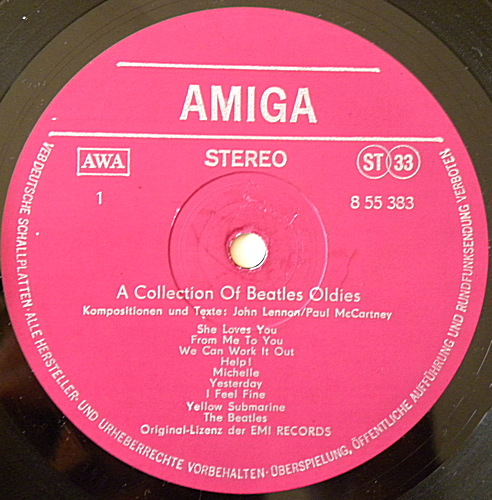 AMIGA
AWA
STEREO
ST 33
1
8 55 383
A Collection Of Beatles Oldies
Kompositionen und Texte: John Lennon/Paul McCartney
She Loves You
From Me To You
We Can Work It Out
Help!
Michelle
Yesterday
I Feel Fine
Yellow Submarine
The Beatles
Original-Lizenz der EMI RECORDS
VEB DEUTSCHE SCHALLPLATTEN · ALLE HERSTELLER- UND URHEBERRECHTE VORBEHALTEN · ÜBERSPIELUNG, ÖFFENTLICHE AUFFÜHRUNG UND RUNDFUNKSENDUNG VERBOTEN